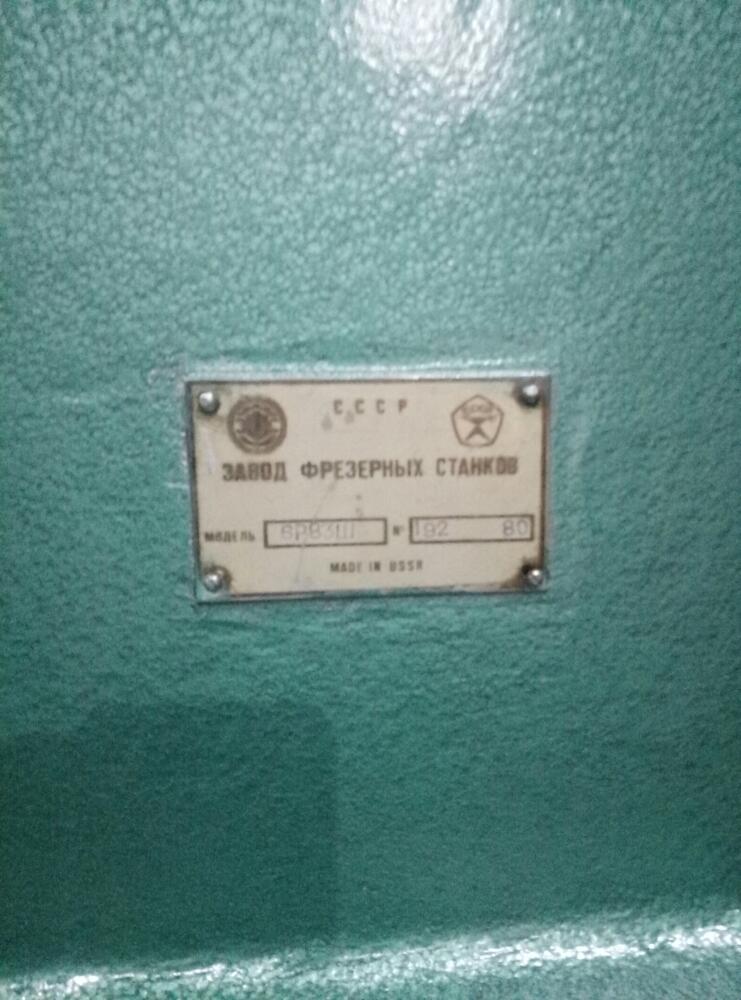 СССР
ЗАВОД ФРЕЗЕРНЫХ СТАНКОВ
МОДЕЛЬ 6Р83Ш № 192 80
MADE IN USSR